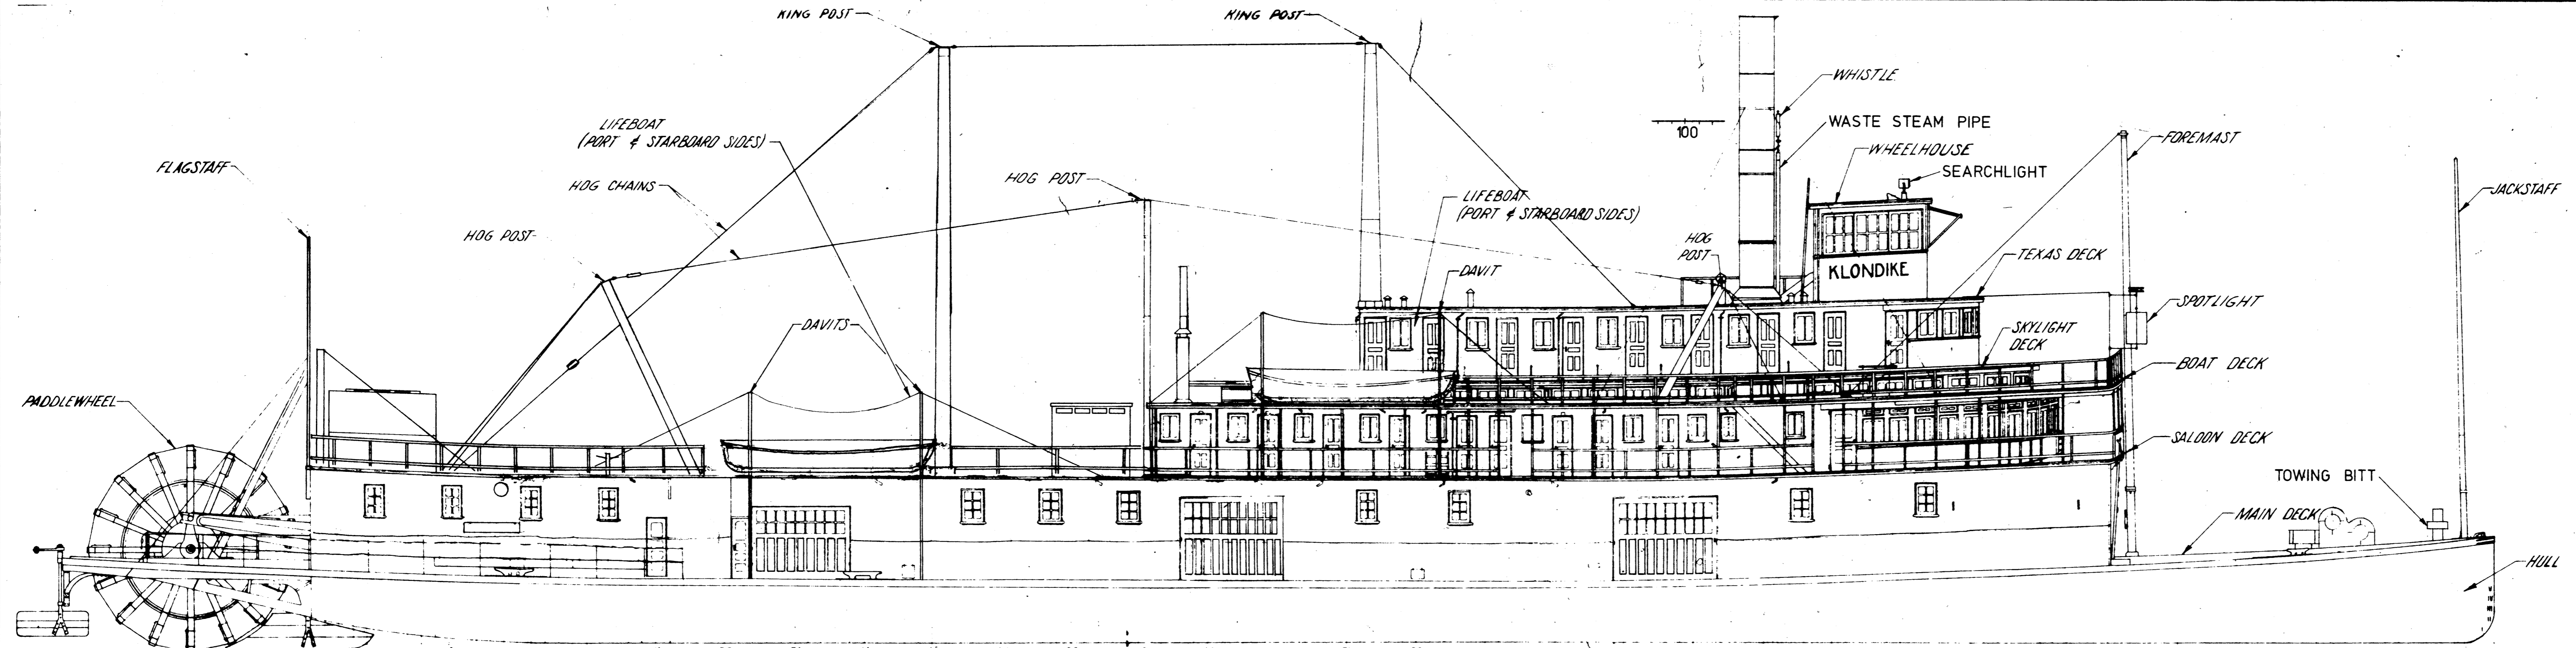 KING POST
KING POST
WHISTLE
100
WASTE STEAM PIPE
LIFEBOAT
(PORT & STARBOARD SIDES)
FOREMAST
WHEELHOUSE
FLAGSTAFF
SEARCHLIGHT
HOG CHAINS
HOG POST
JACKSTAFF
LIFEBOAT
(PORT & STARBOARD SIDES)
HOG POST
HOG
POST
TEXAS DECK
KLONDIKE
DAVIT
SPOTLIGHT
DAVITS
SKYLIGHT
DECK
BOAT DECK
PADDLEWHEEL
SALOON DECK
TOWING BITT
MAIN DECK
HULL